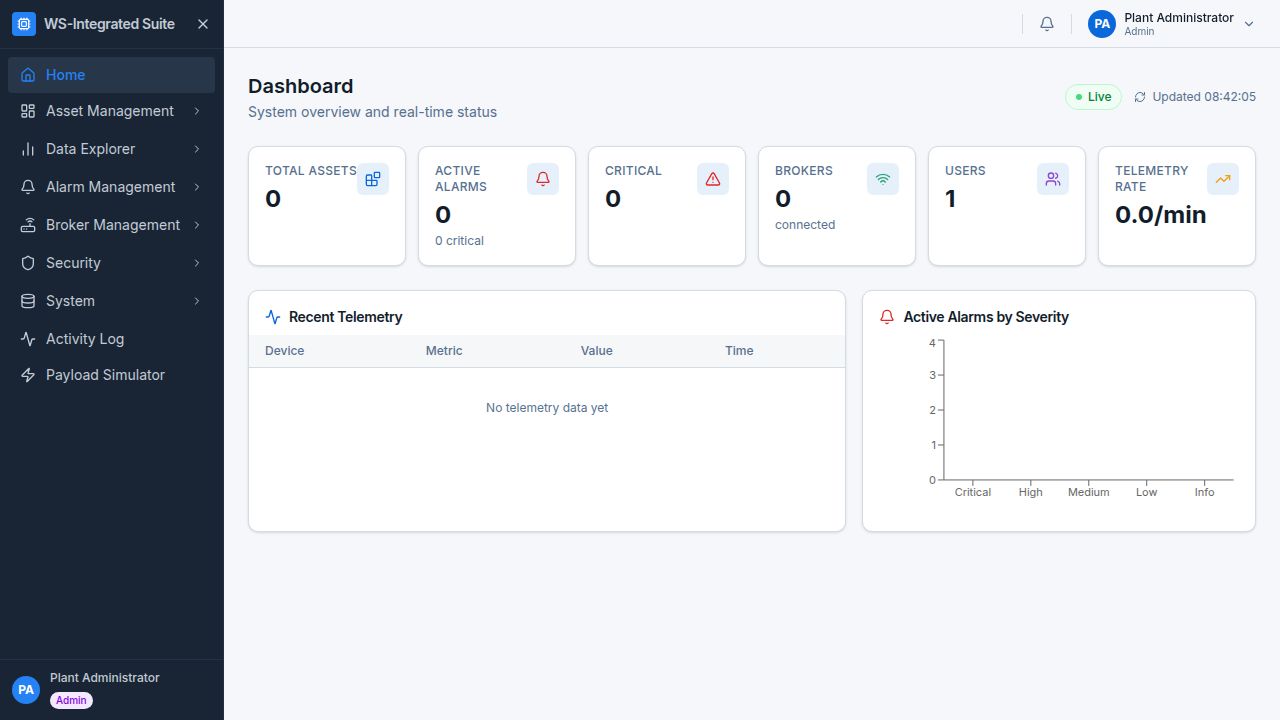 WS-Integrated Suite
Home
Asset Management
Data Explorer
Alarm Management
Broker Management
Security
System
Activity Log
Payload Simulator
PA
Plant Administrator
Admin
PA
Plant Administrator
Admin
Dashboard
System overview and real-time status
Live
Updated 08:42:05
TOTAL ASSETS
0
ACTIVE
ALARMS
0
0 critical
CRITICAL
0
BROKERS
0
connected
USERS
1
TELEMETRY
RATE
0.0/min
Recent Telemetry
Device Metric Value Time
No telemetry data yet
Active Alarms by Severity
4
3
2
1
0
Critical High Medium Low Info